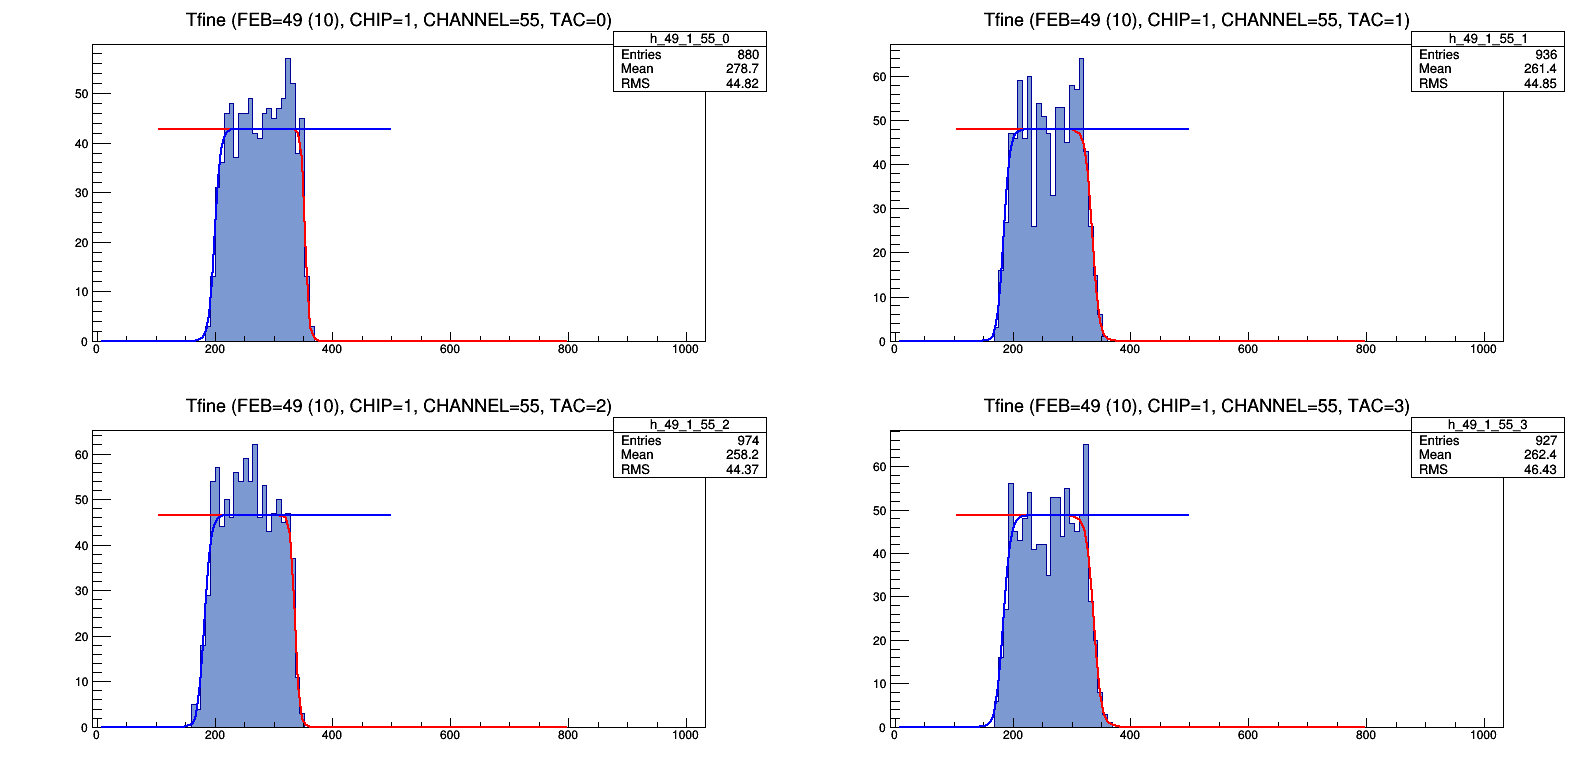 Tfine (FEB=49 (10), CHIP=1, CHANNEL=55, TAC=0)
h_49_1_55_0
Entries 880
Mean 278.7
RMS 44.82
50
40
30
20
10
0
0 200 400 600 800 1000
Tfine (FEB=49 (10), CHIP=1, CHANNEL=55, TAC=1)
h_49_1_55_1
Entries 936
Mean 261.4
RMS 44.85
60
50
40
30
20
10
0
0 200 400 600 800 1000
Tfine (FEB=49 (10), CHIP=1, CHANNEL=55, TAC=2)
h_49_1_55_2
Entries 974
Mean 258.2
RMS 44.37
60
50
40
30
20
10
0
0 200 400 600 800 1000
Tfine (FEB=49 (10), CHIP=1, CHANNEL=55, TAC=3)
h_49_1_55_3
Entries 927
Mean 262.4
RMS 46.43
60
50
40
30
20
10
0
0 200 400 600 800 1000